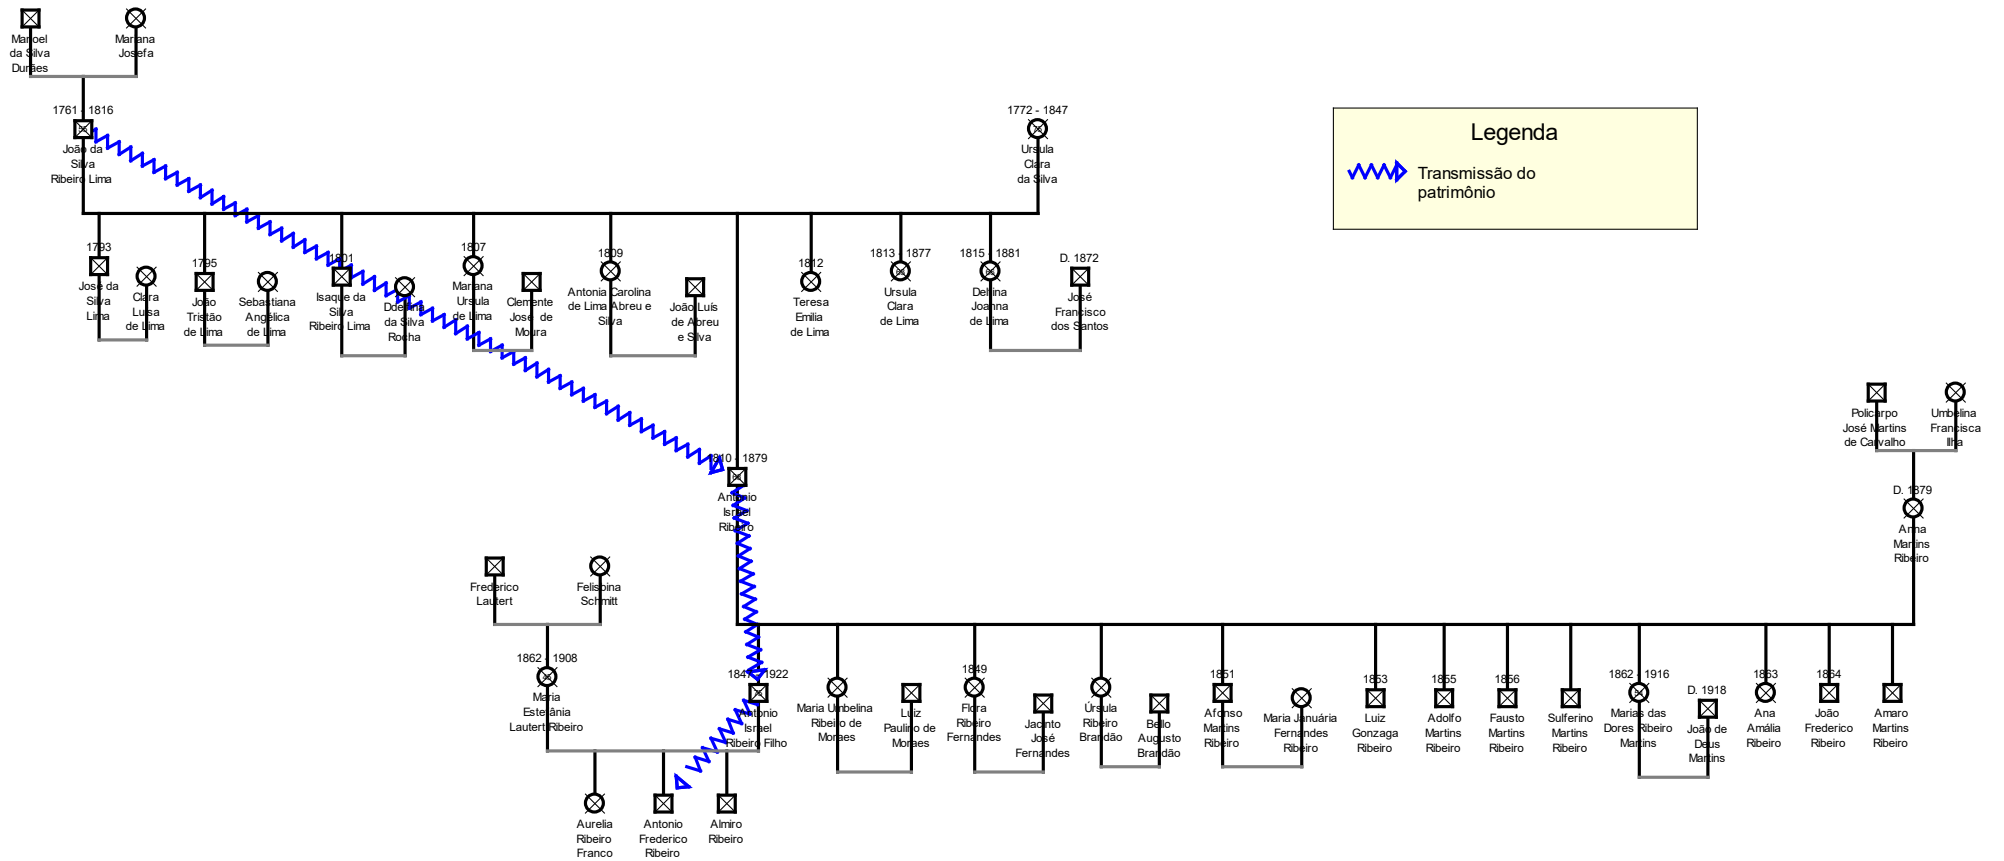 Manoel
da Silva
Durães
Mariana
Josefa
1761 - 1816
João da
Silva
Ribeiro Lima
1772 - 1847
Ursula
Clara
da Silva
Legenda
Transmissão do
patrimônio
1793
José da
Silva
Lima
Clara
Luisa
de Lima
1795
João
Tristão
de Lima
Sebastiana
Angélica
de Lima
1801
Isaque da
Silva
Ribeiro Lima
da Silva
Rocha
1807
Mariana
Ursula
de Lima
Clemente
José de
Moura
1809
Antonia Carolina
de Lima Abreu e
Silva
João Luís
de Abreu
e Silva
1812
Teresa
Emilia
de Lima
1813 - 1877
Ursula
Clara
de Lima
1815 - 1881
Delfina
Joanna
de Lima
D. 1872
José
Francisco
dos Santos
1810 - 1879
Antonio
Israel
Ribeiro
Policarpo
José Martins
de Carvalho
Umbelina
Francisca
Ilha
D. 1879
Anna
Martins
Ribeiro
Frederico
Lautert
Felisbina
Schmitt
1862 - 1908
Maria
Estefânia
Lautert Ribeiro
1847 - 1922
Antonio
Israel
Ribeiro Filho
Maria Umbelina
Ribeiro de
Moraes
Luiz
Paulino de
Moraes
1849
Flora
Ribeiro
Fernandes
Jacinto
José
Fernandes
Úrsula
Ribeiro
Brandão
Bello
Augusto
Brandão
1851
Afonso
Martins
Ribeiro
Maria Januária
Fernandes
Ribeiro
1853
Luiz
Gonzaga
Ribeiro
1855
Adolfo
Martins
Ribeiro
1856
Fausto
Martins
Ribeiro
Sulferino
Martins
Ribeiro
1862 - 1916
Marias das
Dores Ribeiro
Martins
D. 1918
João de
Deus
Martins
1863
Ana
Amália
Ribeiro
1864
João
Frederico
Ribeiro
Amaro
Martins
Ribeiro
Aurelia
Ribeiro
Franco
Antonio
Frederico
Ribeiro
Almiro
Ribeiro